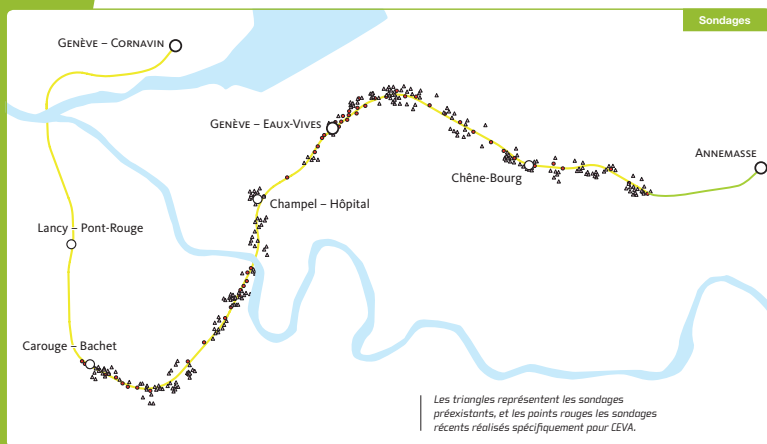 Sondages
Genève – Cornavin
Genève – Eaux-Vives
Annemasse
Chêne-Bourg
Champel – Hôpital
Lancy – Pont-Rouge
Carouge – Bachet
Les triangles représentent les sondages
préexistants, et les points rouges les sondages
récents réalisés spécifiquement pour CEVA.